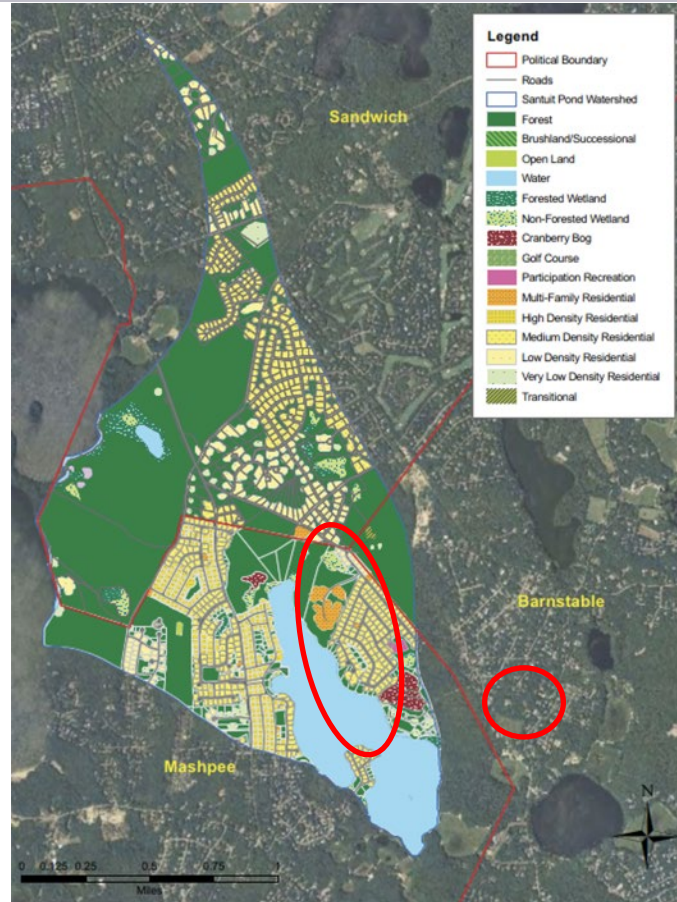 Legend
Political Boundary
Roads
Santuit Pond Watershed
Forest
Brushland/Successional
Open Land
Water
Forested Wetland
Non-Forested Wetland
Cranberry Bog
Golf Course
Participation Recreation
Multi-Family Residential
High Density Residential
Medium Density Residential
Low Density Residential
Very Low Density Residential
Transitional
Sandwich
Barnstable
Mashpee
N
0 0.125 0.25 0.5 0.75 1
Miles